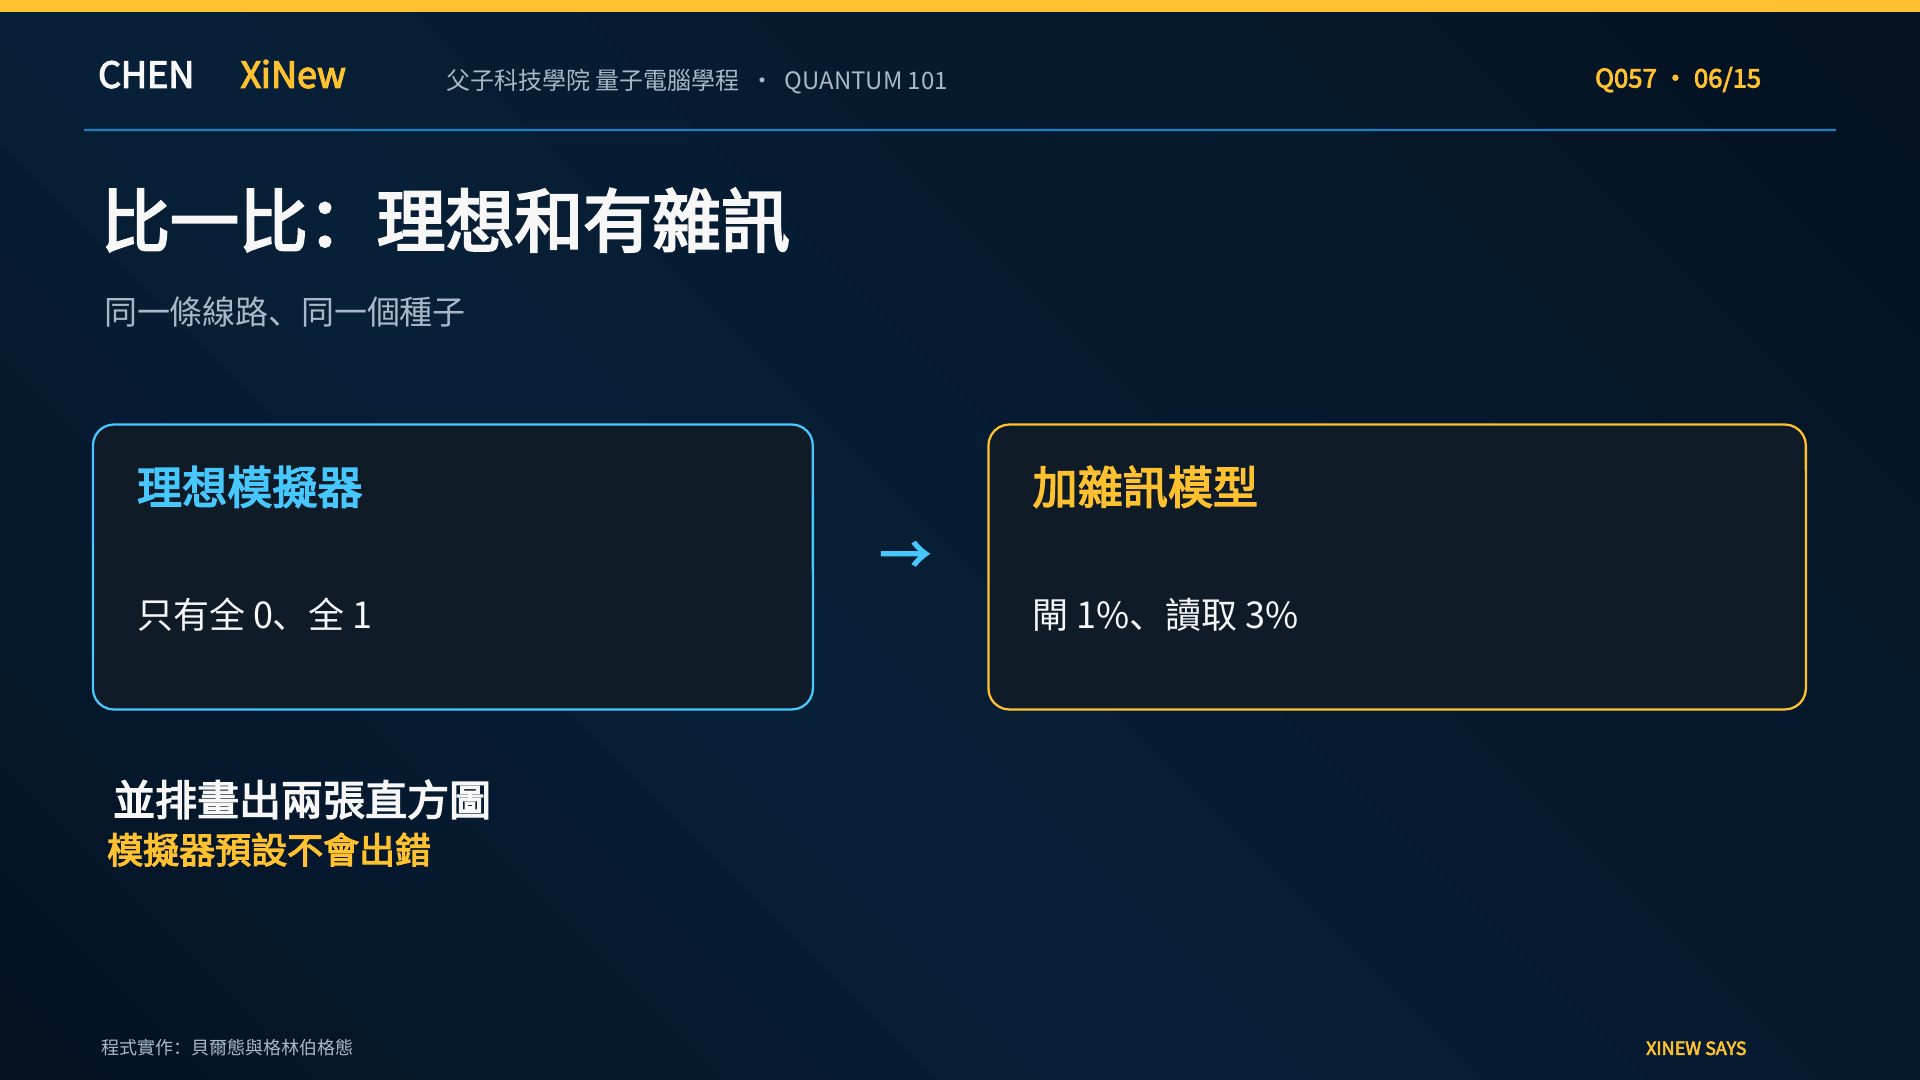 CHEN XiNew 父子科技學院 量子電腦學程 · QUANTUM 101 Q057 · 06/15
比一比：理想和有雜訊
同一條線路、同一個種子
理想模擬器
只有全 0、全 1
→
加雜訊模型
閘 1%、讀取 3%
並排畫出兩張直方圖
模擬器預設不會出錯
程式實作：貝爾態與格林伯格態 XINEW SAYS